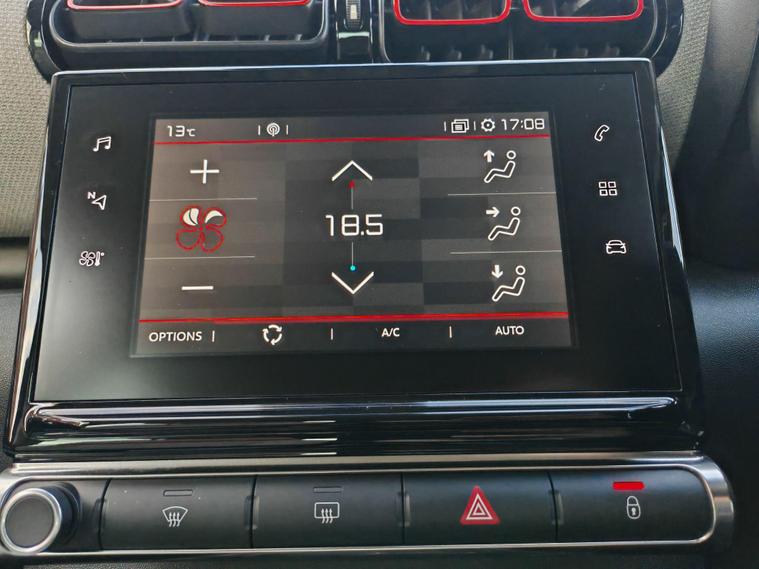 13°C 17:08
N
18.5
OPTIONS A/C AUTO